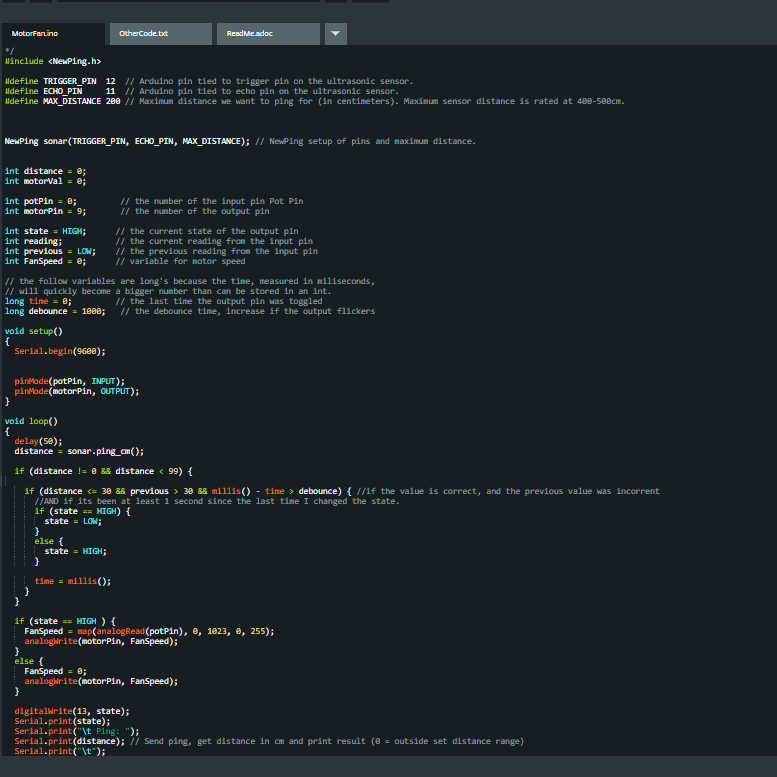 MotorFan.ino
OtherCode.txt
ReadMe.adoc
*/
#include <NewPing.h>
#define TRIGGER_PIN  12  // Arduino pin tied to trigger pin on the ultrasonic sensor.
#define ECHO_PIN     11  // Arduino pin tied to echo pin on the ultrasonic sensor.
#define MAX_DISTANCE 200 // Maximum distance we want to ping for (in centimeters). Maximum sensor distance is rated at 400-500cm.
NewPing sonar(TRIGGER_PIN, ECHO_PIN, MAX_DISTANCE); // NewPing setup of pins and maximum distance.
int distance = 0;
int motorVal = 0;
int potPin = 0;         // the number of the input pin Pot Pin
int motorPin = 9;       // the number of the output pin
int state = HIGH;      // the current state of the output pin
int reading;           // the current reading from the input pin
int previous = LOW;    // the previous reading from the input pin
int FanSpeed = 0;      // variable for motor speed
// the follow variables are long's because the time, measured in miliseconds,
// will quickly become a bigger number than can be stored in an int.
long time = 0;         // the last time the output pin was toggled
long debounce = 1000;   // the debounce time, increase if the output flickers
void setup()
{
  Serial.begin(9600);
  pinMode(potPin, INPUT);
  pinMode(motorPin, OUTPUT);
}
void loop()
{
  delay(50);
  distance = sonar.ping_cm();
  if (distance != 0 && distance < 99) {
    if (distance <= 30 && previous > 30 && millis() - time > debounce) { //if the value is correct, and the previous value was incorrent
      //AND if its been at least 1 second since the last time I changed the state.
      if (state == HIGH) {
        state = LOW;
      }
      else {
        state = HIGH;
      }
      time = millis();
    }
  }
  if (state == HIGH ) {
    FanSpeed = map(analogRead(potPin), 0, 1023, 0, 255);
    analogWrite(motorPin, FanSpeed);
  }
  else {
    FanSpeed = 0;
    analogWrite(motorPin, FanSpeed);
  }
  digitalWrite(13, state);
  Serial.print(state);
  Serial.print("\t Ping: ");
  Serial.print(distance); // Send ping, get distance in cm and print result (0 = outside set distance range)
  Serial.print("\t");